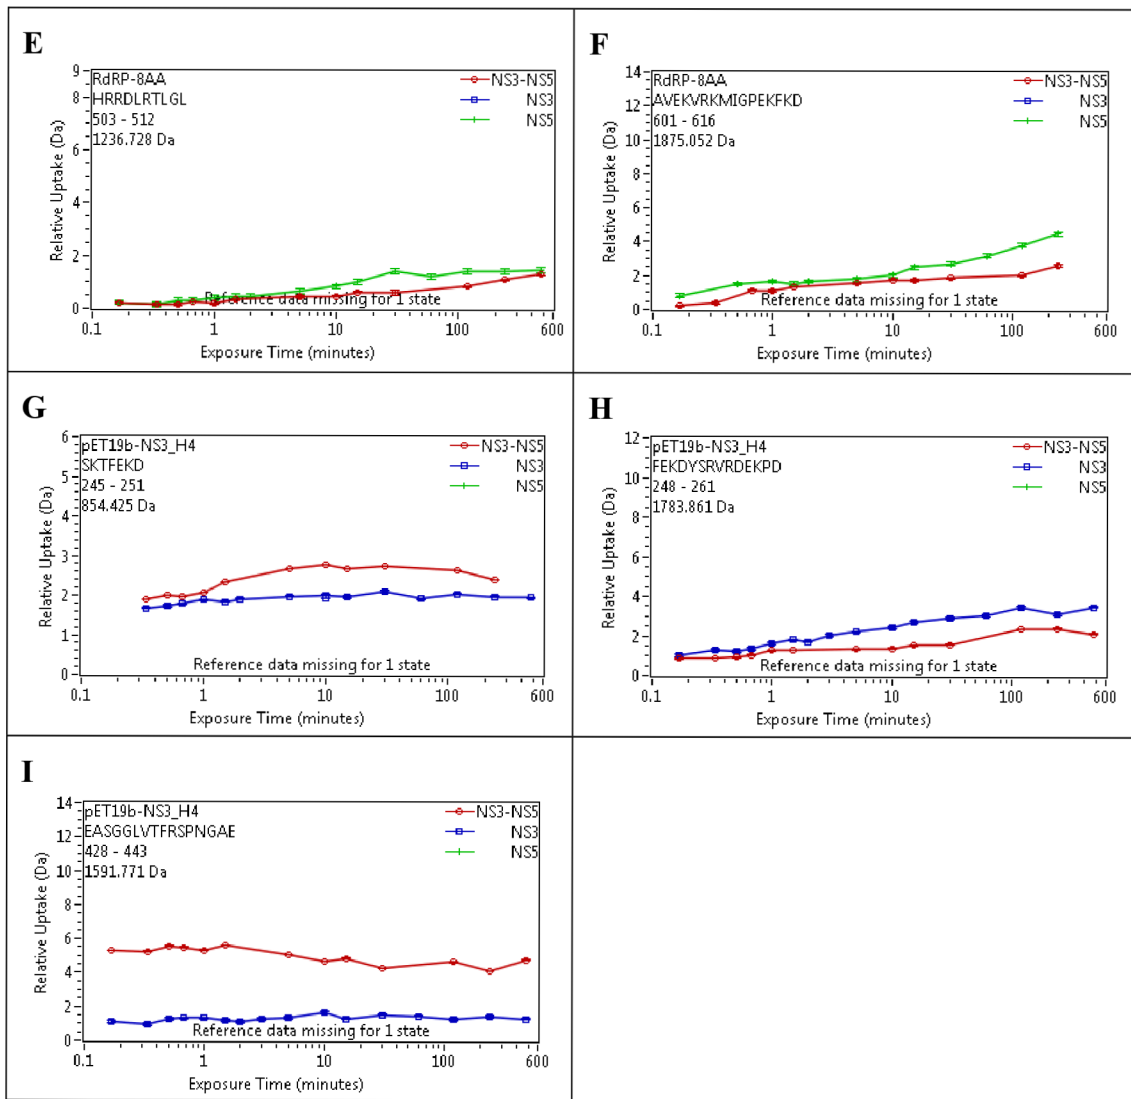 E
9
8
6
4
2
0
Relative Uptake (Da)
RdRP-8AA
HRRDLRTLGL
503 - 512
1236.728 Da
NS3-NS5
NS3
NS5
Reference data missing for 1 state
0.1 1 10 100 600
Exposure Time (minutes)
F
14
12
10
8
6
4
2
0
Relative Uptake (Da)
RdRP-8AA
AVEKVRKMIGPEKFKD
601 - 616
1875.052 Da
NS3-NS5
NS3
NS5
Reference data missing for 1 state
0.1 1 10 100 600
Exposure Time (minutes)
G
6
5
4
3
2
1
0
Relative Uptake (Da)
pET19b-NS3_H4
SKTFEKD
245 - 251
854.425 Da
NS3-NS5
NS3
NS5
Reference data missing for 1 state
0.1 1 10 100 600
Exposure Time (minutes)
H
12
10
8
6
4
2
0
Relative Uptake (Da)
pET19b-NS3_H4
FEKDYSRVRDEKPD
248 - 261
1783.861 Da
NS3-NS5
NS3
NS5
Reference data missing for 1 state
0.1 1 10 100 600
Exposure Time (minutes)
I
14
12
10
8
6
4
2
0
Relative Uptake (Da)
pET19b-NS3_H4
EASGGLVTFRSPNGAE
428 - 443
1591.771 Da
NS3-NS5
NS3
NS5
Reference data missing for 1 state
0.1 1 10 100 600
Exposure Time (minutes)